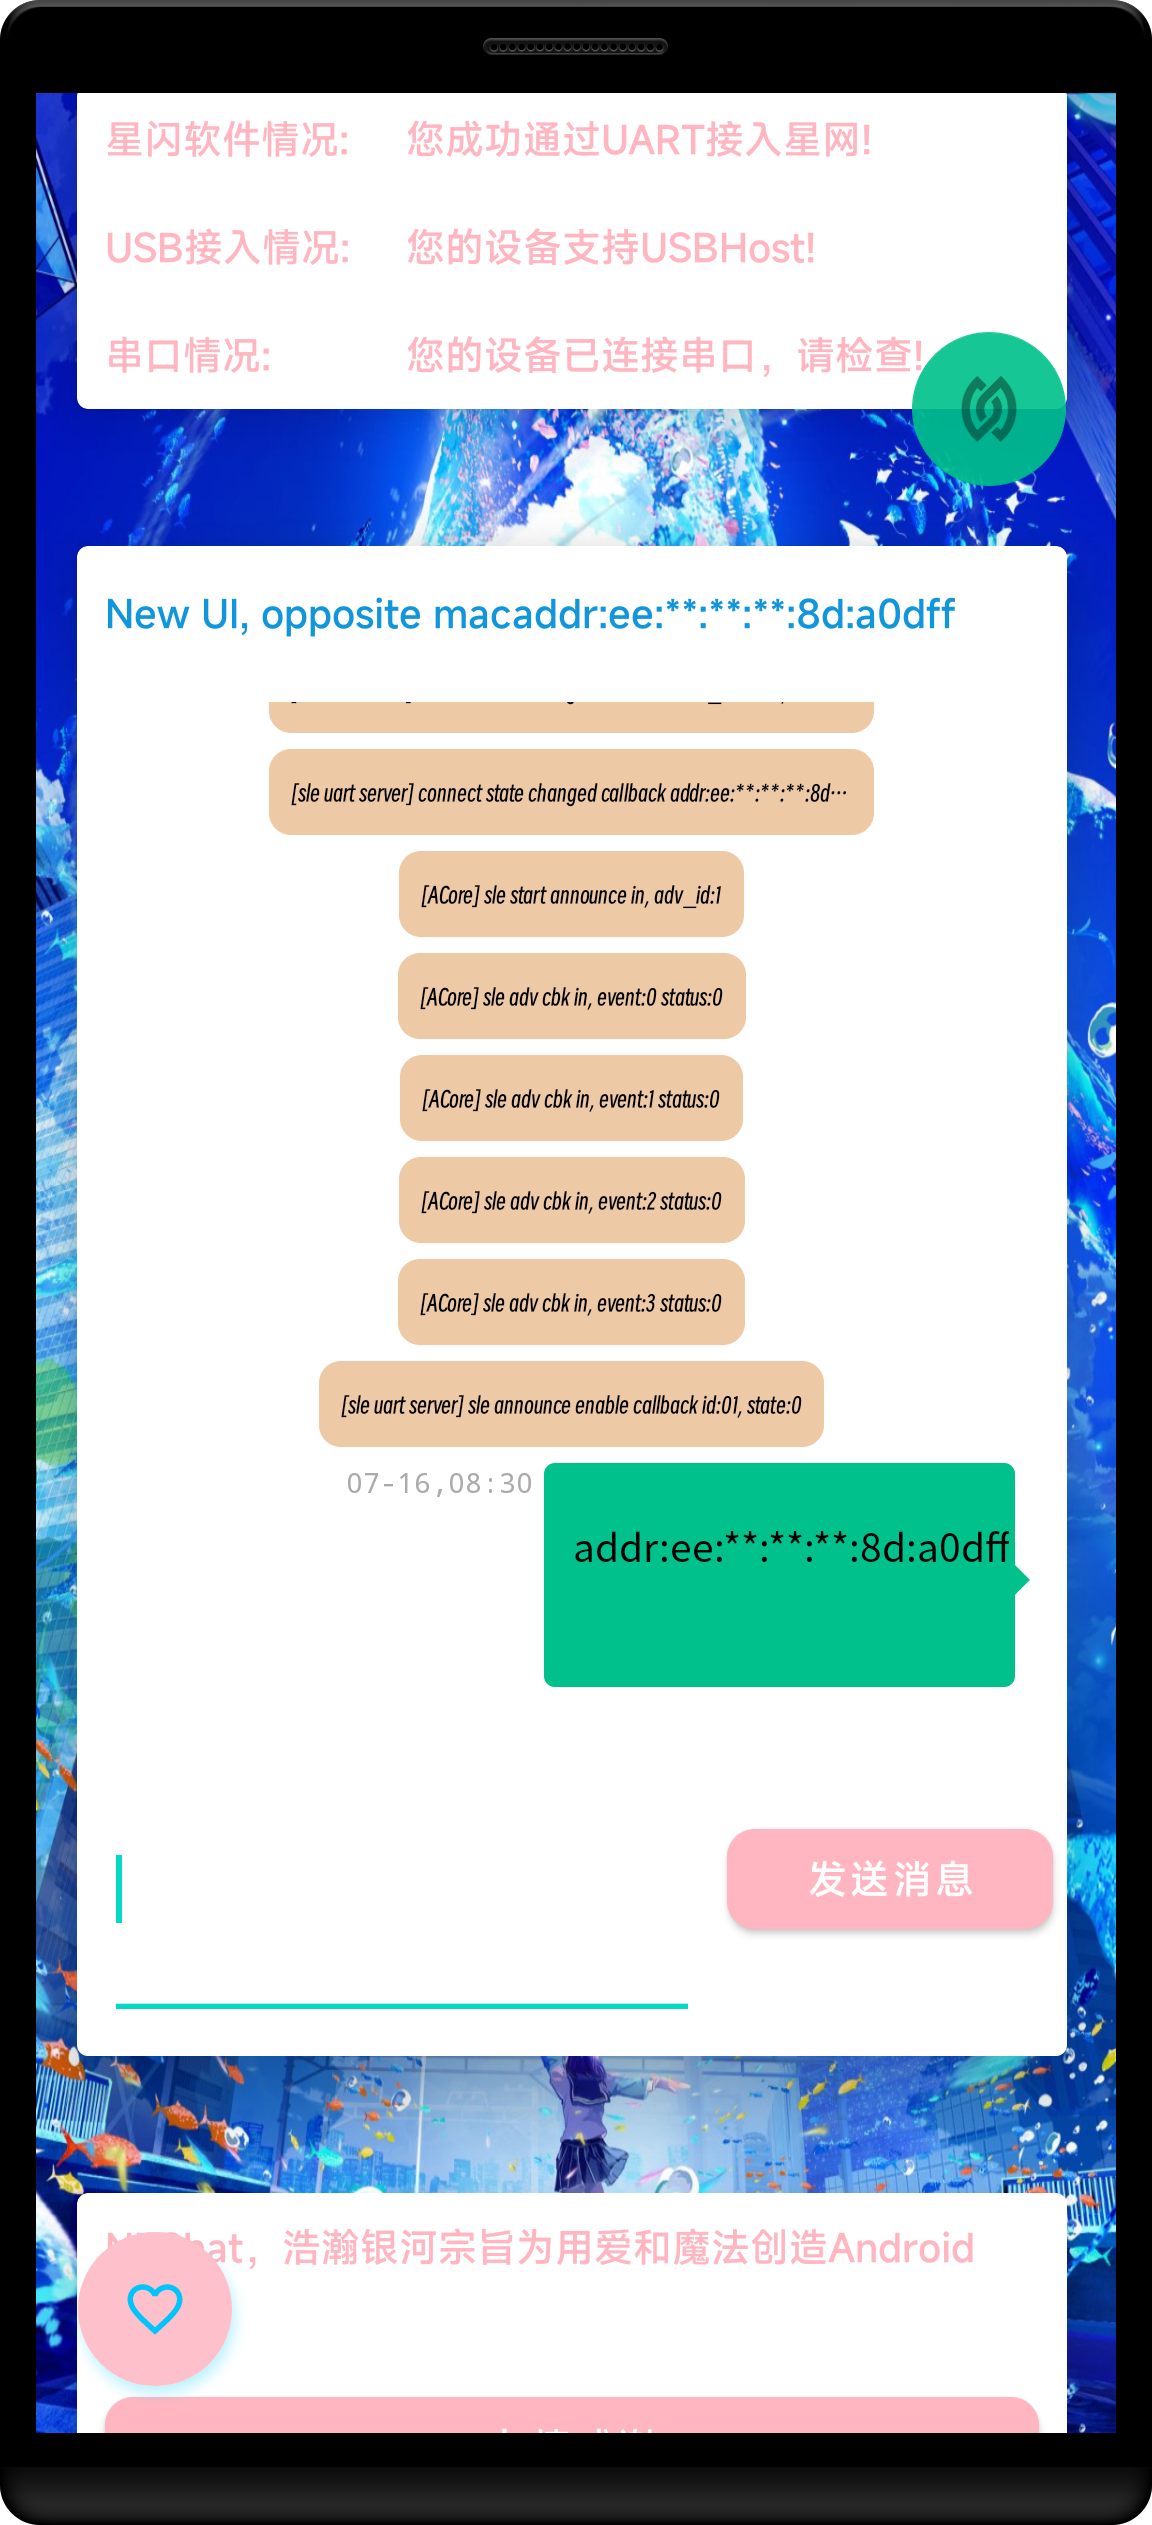 星闪软件情况:
您成功通过UART接入星网!
USB接入情况:
您的设备支持USBHost!
串口情况:
您的设备已连接串口，请检查!
New UI, opposite macaddr:ee:**:**:**:8d:a0dff
[sle uart server] connect state changed callback addr:ee:**:**:**:8d…
[ACore] sle start announce in, adv_id:1
[ACore] sle adv cbk in, event:0 status:0
[ACore] sle adv cbk in, event:1 status:0
[ACore] sle adv cbk in, event:2 status:0
[ACore] sle adv cbk in, event:3 status:0
[sle uart server] sle announce enable callback id:01, state:0
07-16,08:30
addr:ee:**:**:**:8d:a0dff
发送消息
浩瀚银河宗旨为用爱和魔法创造Android